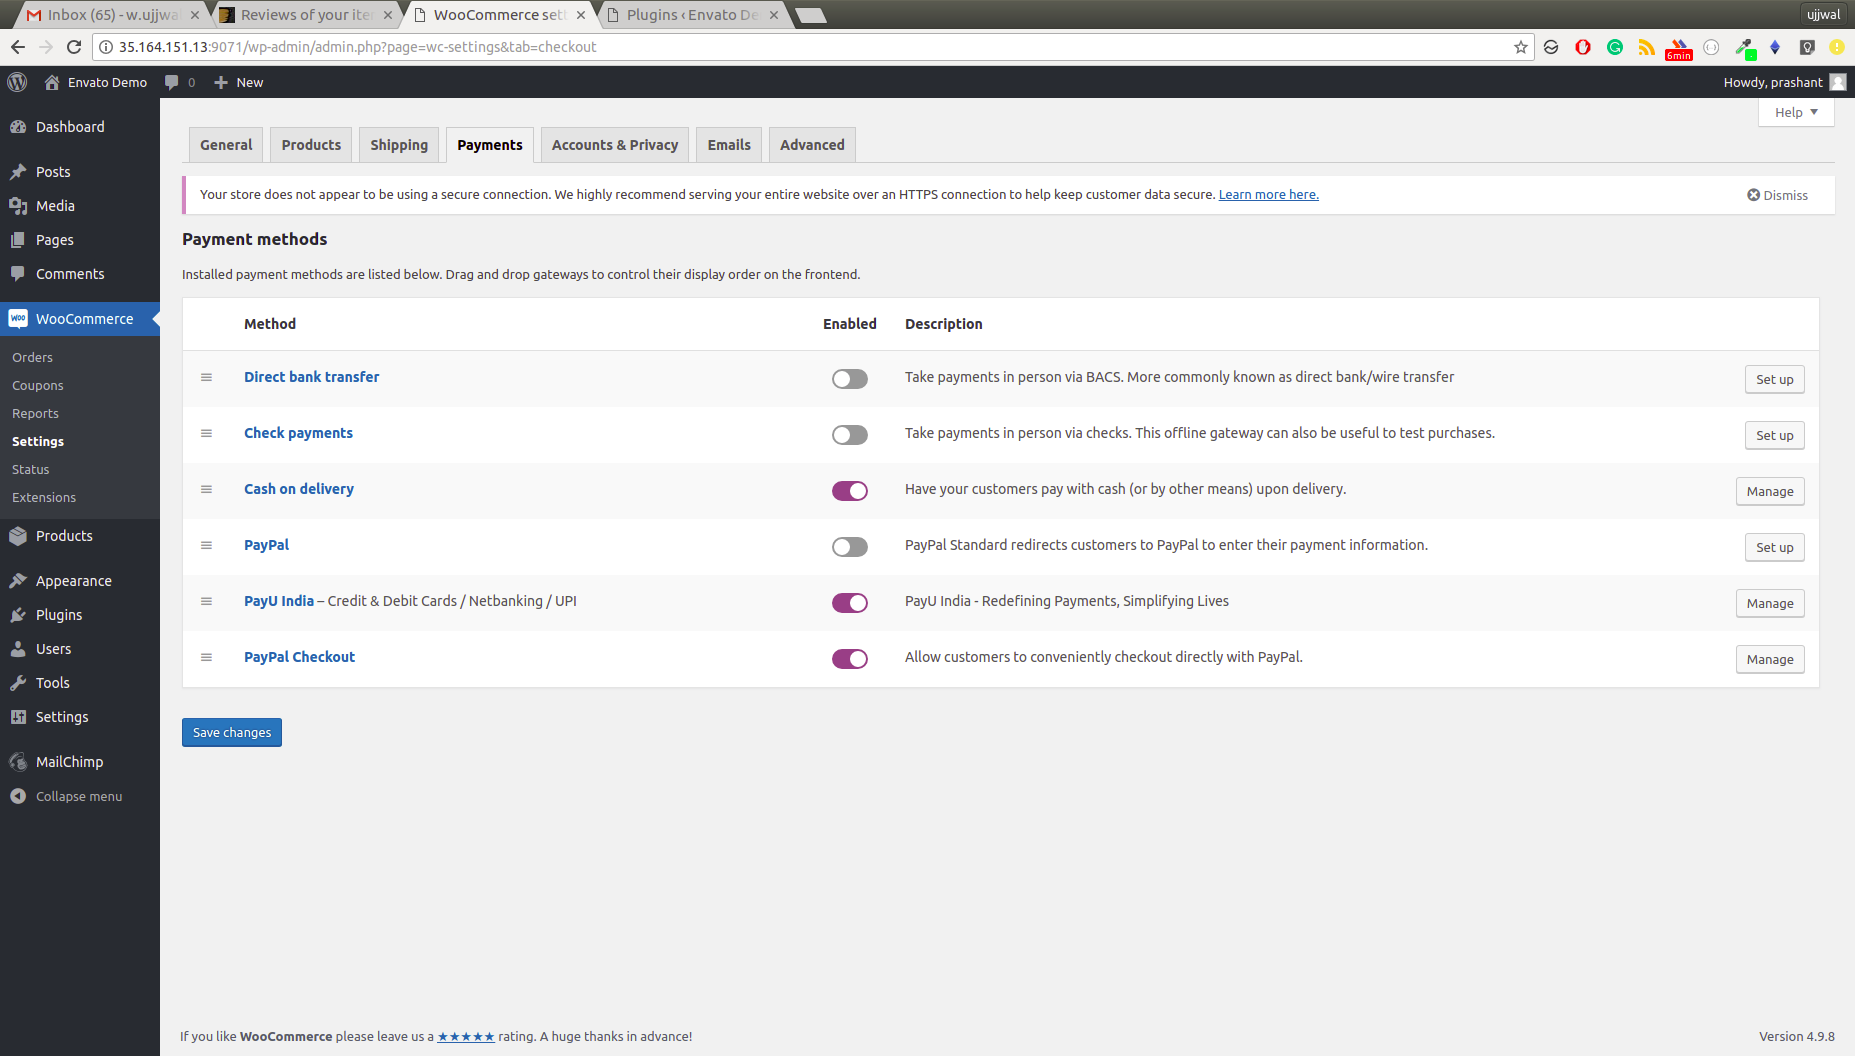 Inbox (65) - w.ujjwa
Reviews of your ite
WooCommerce set
Plugins ‹ Envato De
ujjwal
35.164.151.13:9071/wp-admin/admin.php?page=wc-settings&tab=checkout
6min
Envato Demo
0
New
Howdy, prashant
Help
Dashboard
Posts
Media
Pages
Comments
Woo WooCommerce
Orders
Coupons
Reports
Settings
Status
Extensions
Products
Appearance
Plugins
Users
Tools
Settings
MailChimp
Collapse menu
General
Products
Shipping
Payments
Accounts & Privacy
Emails
Advanced
Your store does not appear to be using a secure connection. We highly recommend serving your entire website over an HTTPS connection to help keep customer data secure. Learn more here.
Dismiss
Payment methods
Installed payment methods are listed below. Drag and drop gateways to control their display order on the frontend.
Method Enabled Description
Direct bank transfer Take payments in person via BACS. More commonly known as direct bank/wire transfer Set up
Check payments Take payments in person via checks. This offline gateway can also be useful to test purchases. Set up
Cash on delivery Have your customers pay with cash (or by other means) upon delivery. Manage
PayPal PayPal Standard redirects customers to PayPal to enter their payment information. Set up
PayU India – Credit & Debit Cards / Netbanking / UPI PayU India - Redefining Payments, Simplifying Lives Manage
PayPal Checkout Allow customers to conveniently checkout directly with PayPal. Manage
Save changes
If you like WooCommerce please leave us a ★★★★★ rating. A huge thanks in advance!
Version 4.9.8